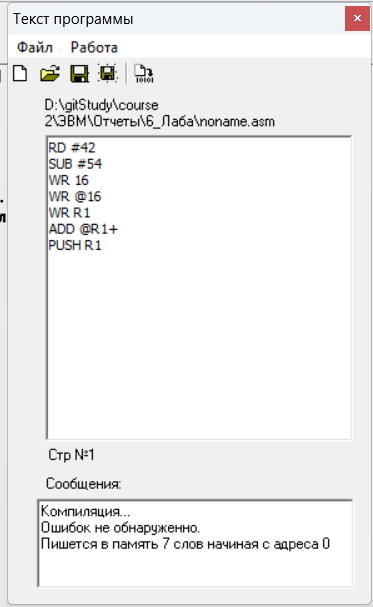 Текст программы
Файл Работа
D:\gitStudy\course
2\ЭВМ\Отчеты\6_Лаба\noname.asm
RD #42
SUB #54
WR 16
WR @16
WR R1
ADD @R1+
PUSH R1
Стр №1
Сообщения:
Компиляция...
Ошибок не обнаруженно.
Пишется в память 7 слов начиная с адреса 0